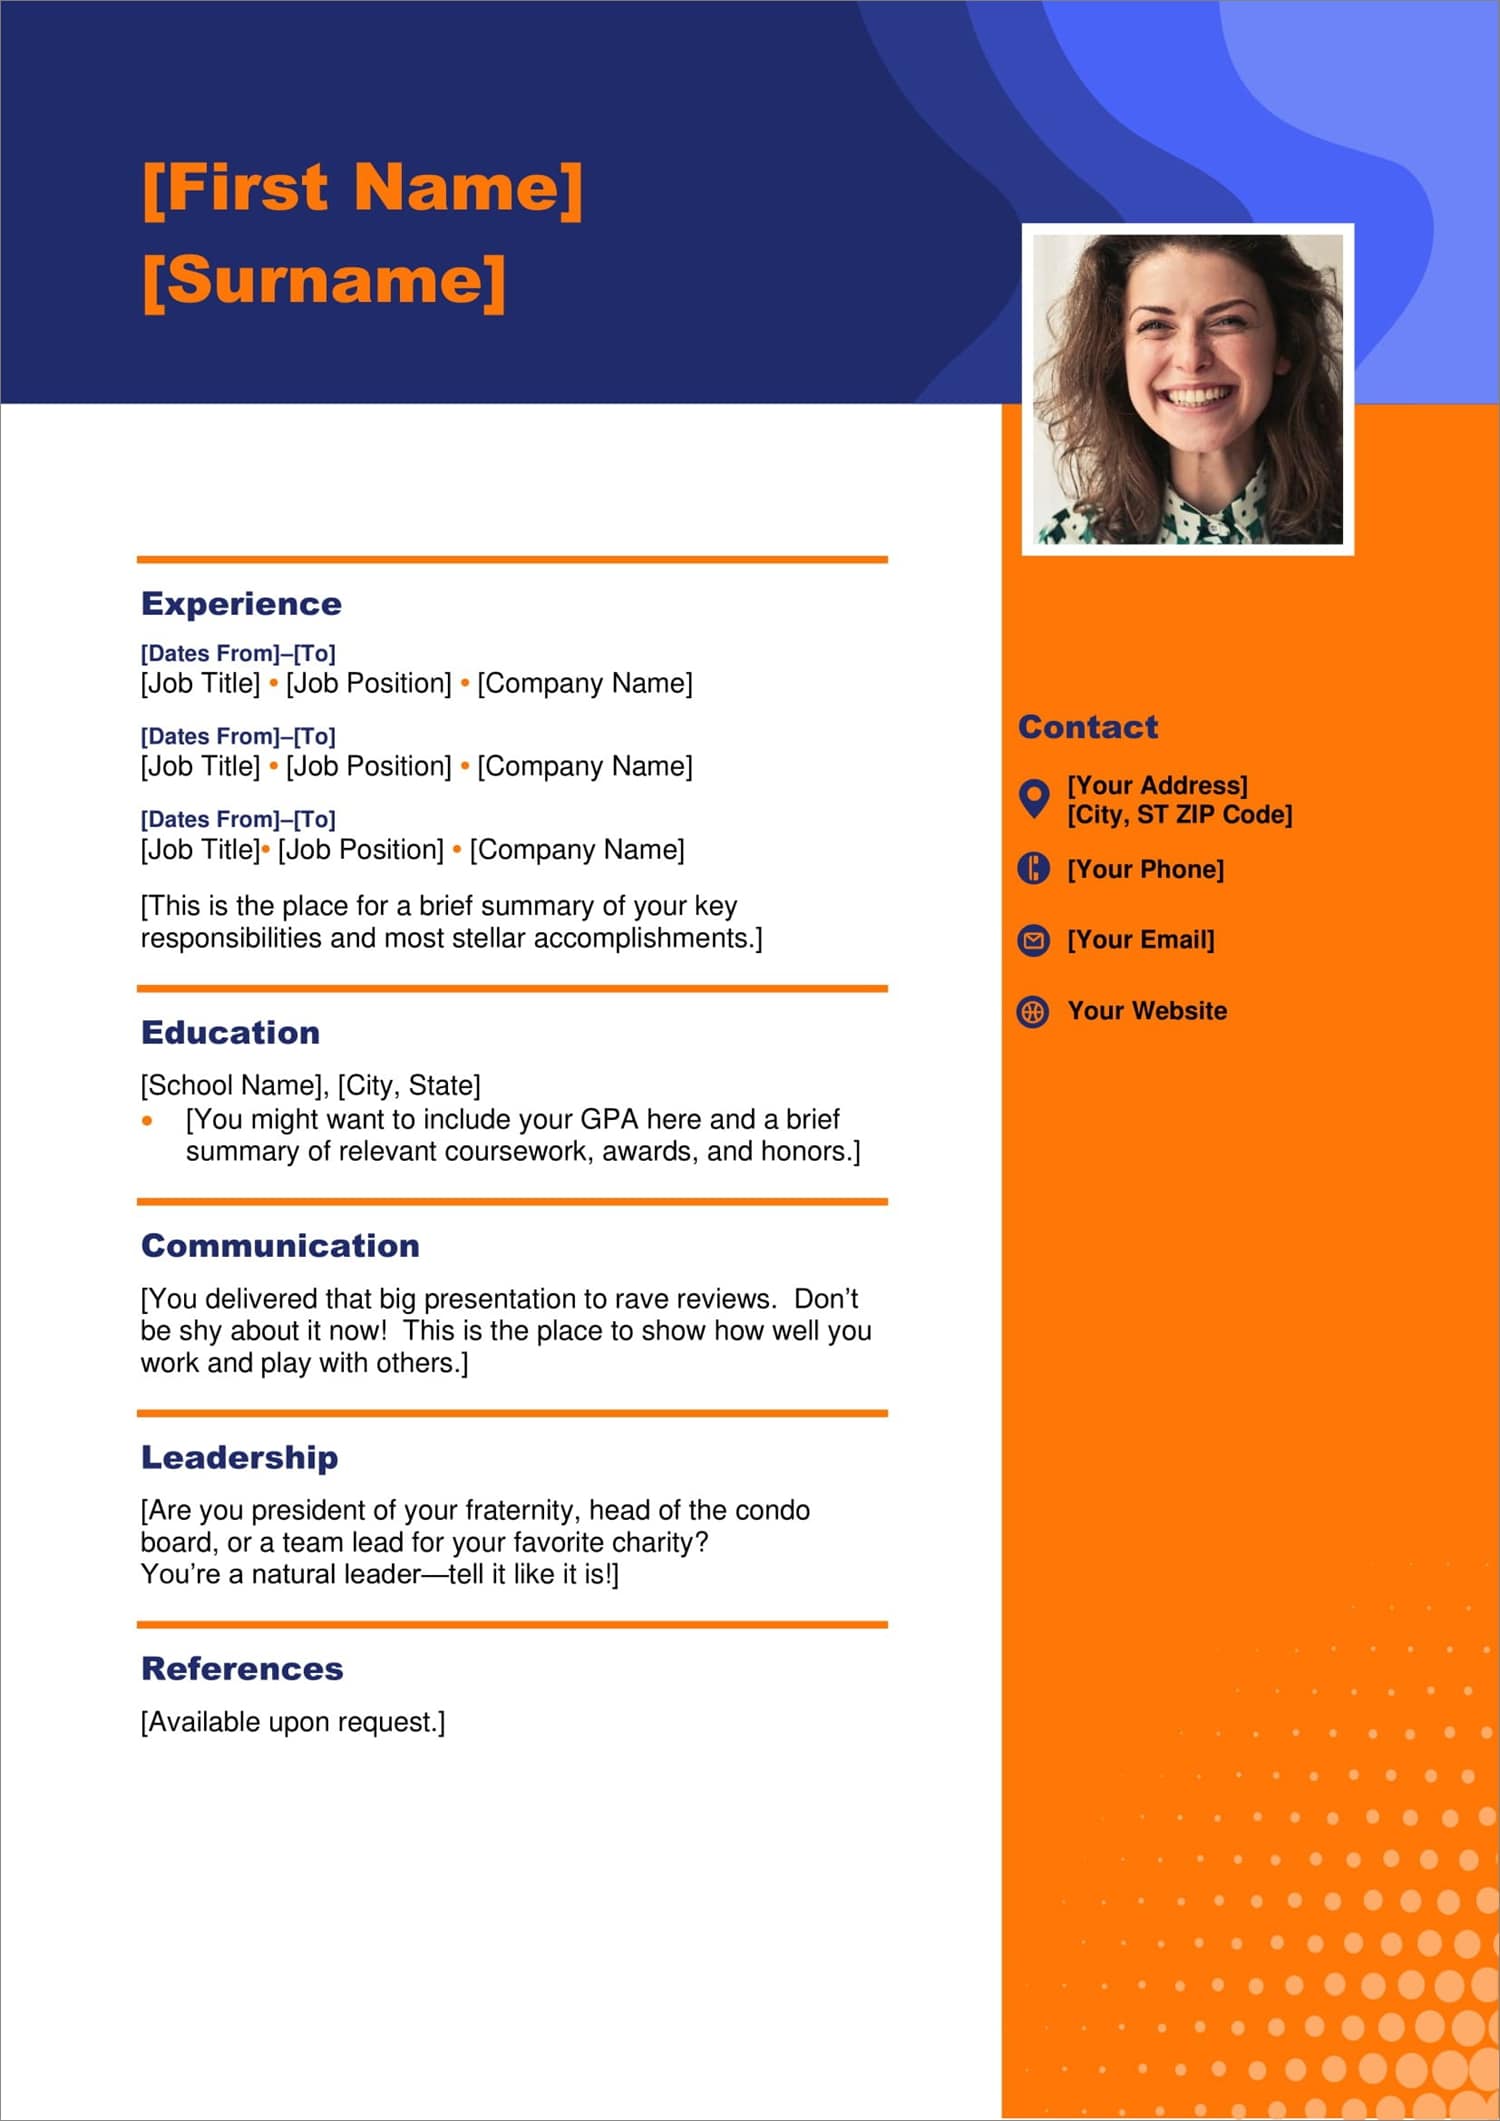 [First Name]
[Surname]
Experience
[Dates From]–[To]
[Job Title] • [Job Position] • [Company Name]
[Dates From]–[To]
[Job Title] • [Job Position] • [Company Name]
[Dates From]–[To]
[Job Title]• [Job Position] • [Company Name]
[This is the place for a brief summary of your key
responsibilities and most stellar accomplishments.]
Education
[School Name], [City, State]
• [You might want to include your GPA here and a brief
summary of relevant coursework, awards, and honors.]
Communication
[You delivered that big presentation to rave reviews.  Don’t
be shy about it now!  This is the place to show how well you
work and play with others.]
Leadership
[Are you president of your fraternity, head of the condo
board, or a team lead for your favorite charity?
You’re a natural leader—tell it like it is!]
References
[Available upon request.]
Contact
[Your Address]
[City, ST ZIP Code]
[Your Phone]
[Your Email]
Your Website